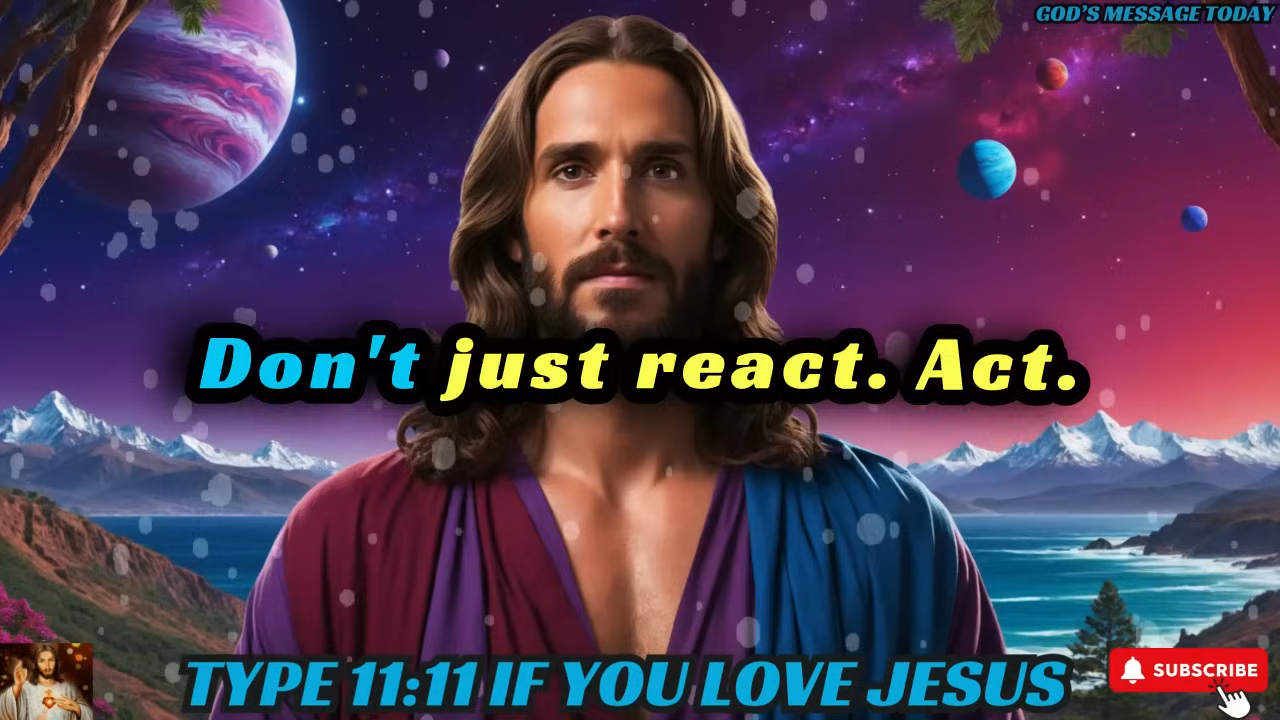 GOD'S MESSAGE TODAY
Don't just react. Act.
TYPE 11:11 IF YOU LOVE JESUS
SUBSCRIBE